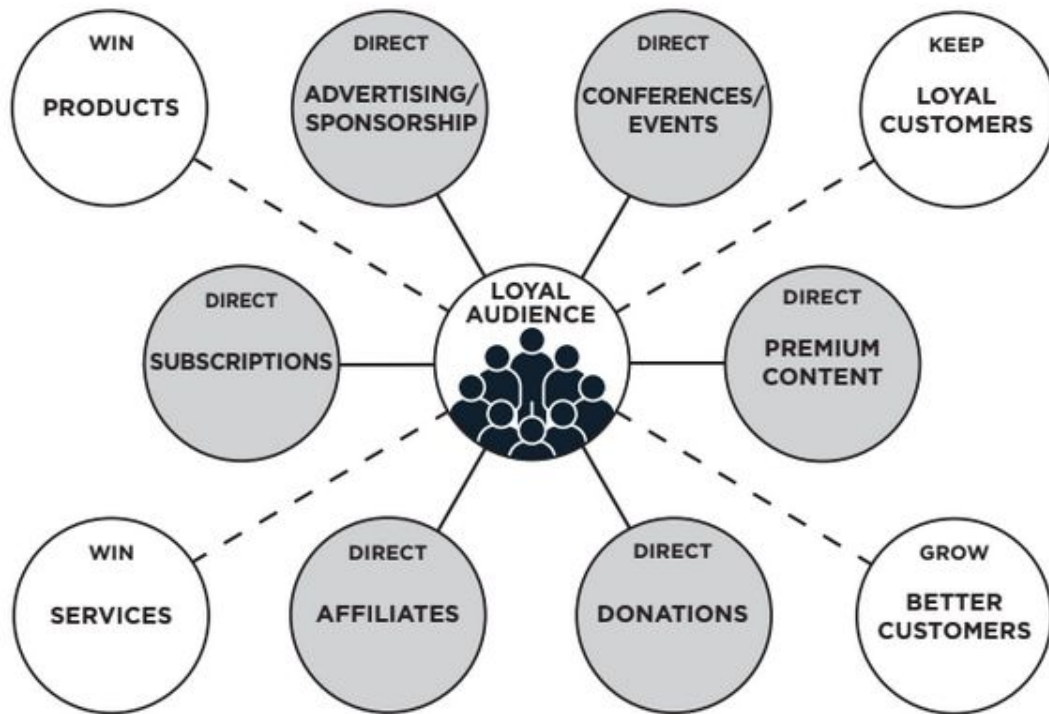 WIN
PRODUCTS
DIRECT
ADVERTISING/
SPONSORSHIP
DIRECT
CONFERENCES/
EVENTS
KEEP
LOYAL
CUSTOMERS
DIRECT
SUBSCRIPTIONS
LOYAL
AUDIENCE
DIRECT
PREMIUM
CONTENT
WIN
SERVICES
DIRECT
AFFILIATES
DIRECT
DONATIONS
GROW
BETTER
CUSTOMERS